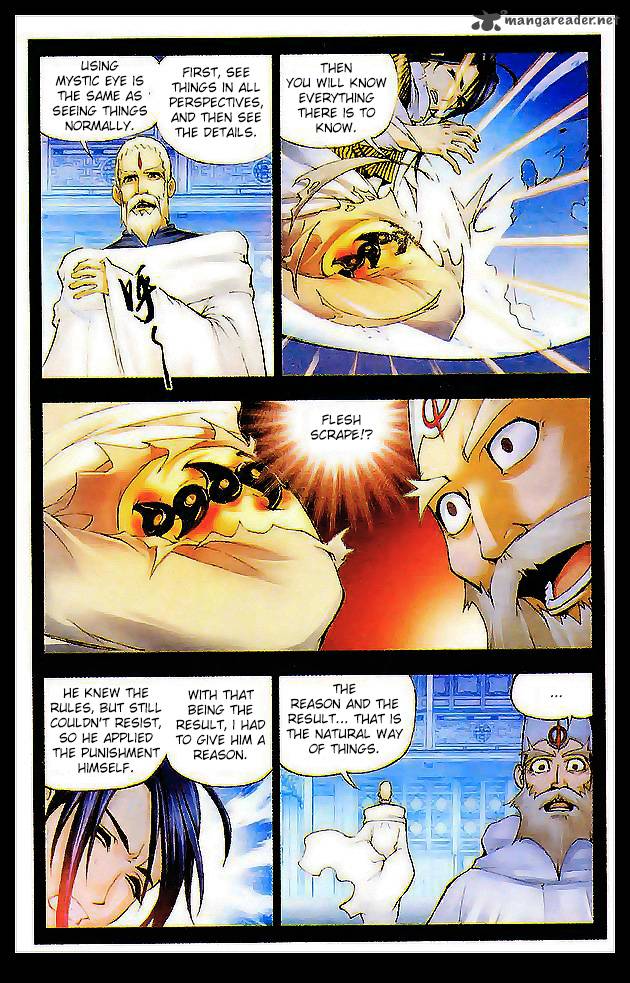 mangareader.net
USING
MYSTIC EYE IS
THE SAME AS
SEEING THINGS
NORMALLY.
FIRST, SEE
THINGS IN ALL
PERSPECTIVES,
AND THEN SEE
THE DETAILS.
THEN
YOU WILL KNOW
EVERYTHING
THERE IS TO
KNOW.
FLESH
SCRAPE!?
HE KNEW THE
RULES, BUT STILL
COULDN'T RESIST,
SO HE APPLIED
THE PUNISHMENT
HIMSELF.
WITH THAT
BEING THE
RESULT, I HAD
TO GIVE HIM A
REASON.
THE
REASON AND THE
RESULT... THAT IS
THE NATURAL WAY
OF THINGS.
...